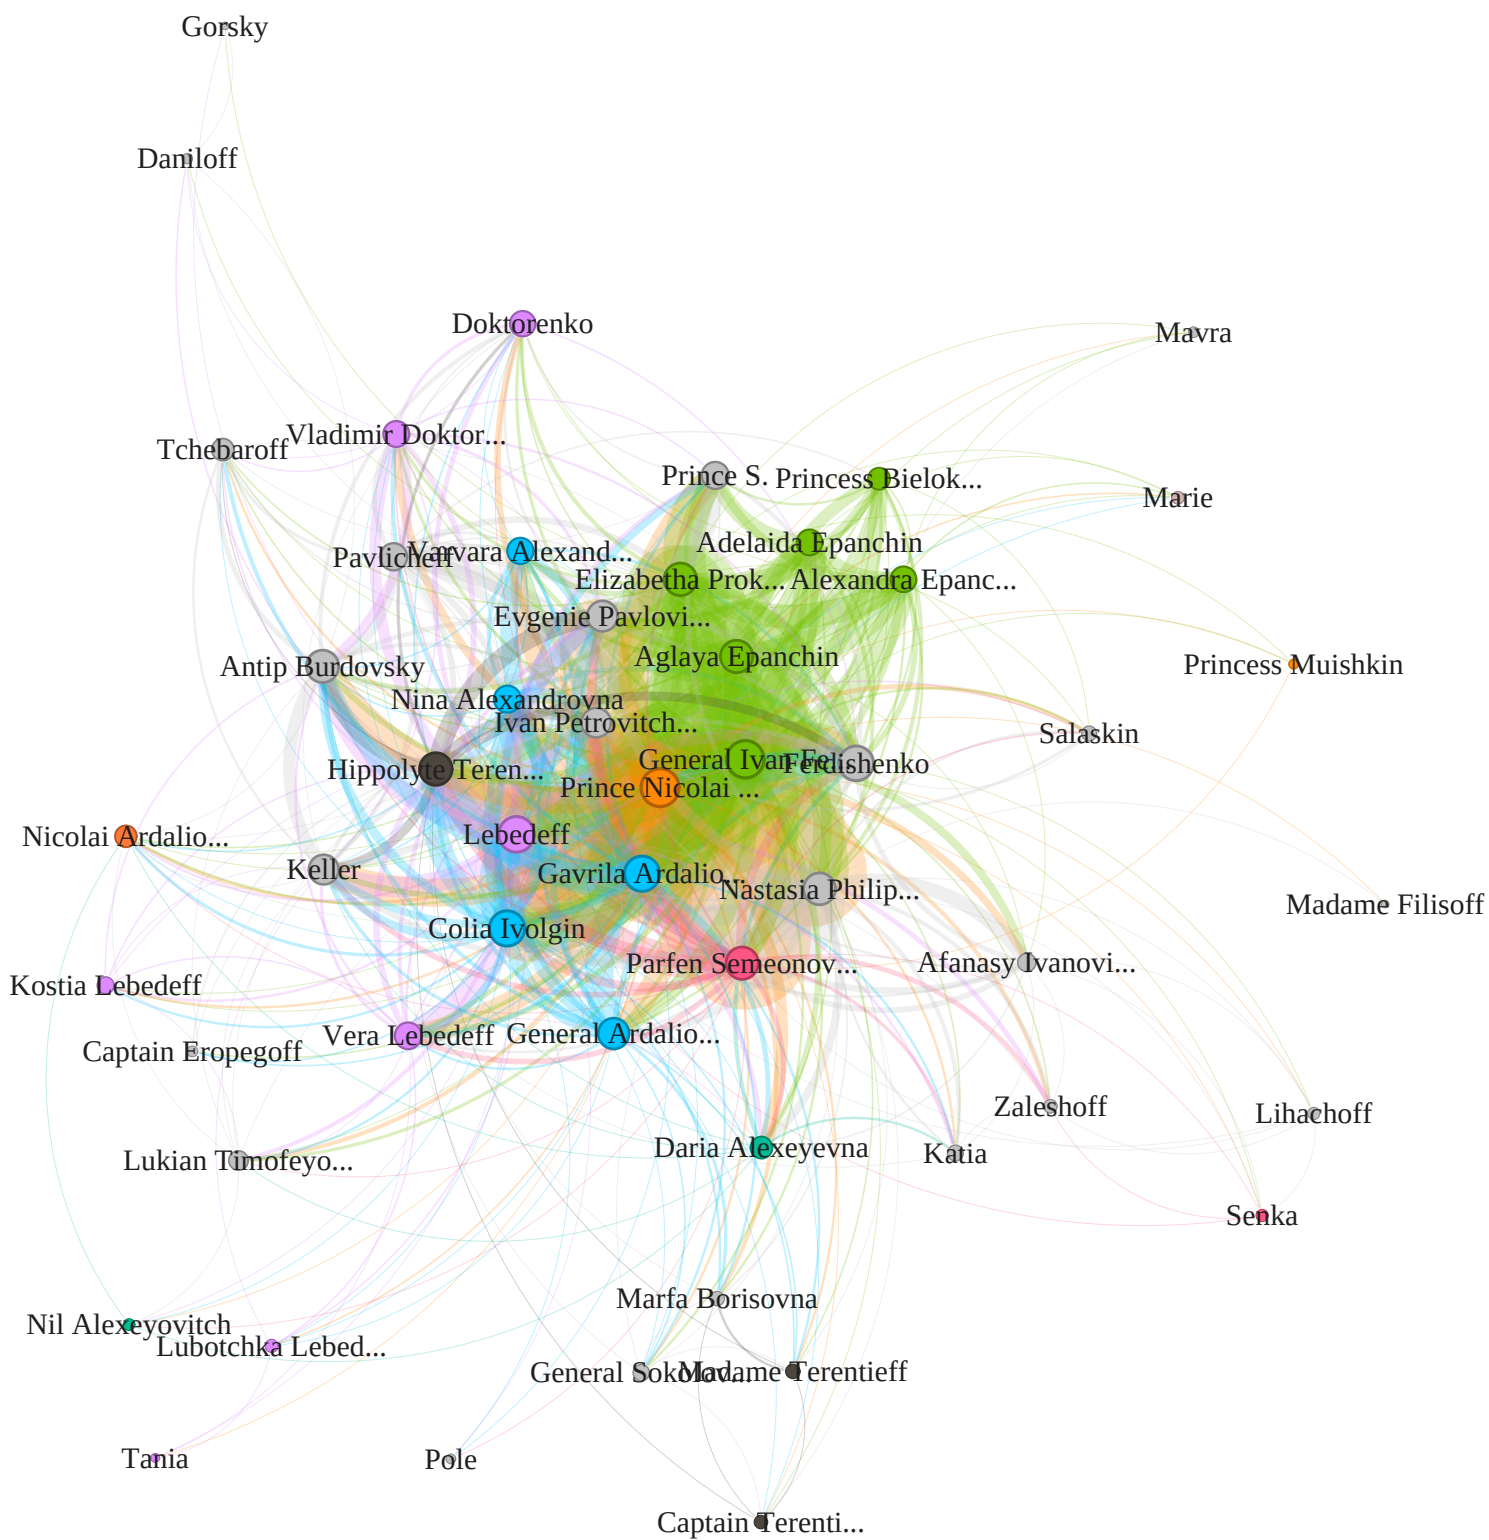 Gorsky
Daniloff
Doktorenko
Mavra
Vladimir Doktor...
Tchebaroff
Prince S.
Princess Bielok...
Marie
Adelaida Epanchin
Varvara Alexand...
Pavlicheff
Elizabetha Prok...
Alexandra Epanc...
Evgenie Pavlovi...
Aglaya Epanchin
Antip Burdovsky
Princess Muishkin
Nina Alexandrovna
Ivan Petrovitch...
Salaskin
General Ivan Fe...
Ferdishenko
Hippolyte Teren...
Prince Nicolai ...
Lebedeff
Nicolai Ardalio...
Keller
Gavrila Ardalio...
Nastasia Philip...
Madame Filisoff
Colia Ivolgin
Parfen Semeonov...
Afanasy Ivanovi...
Kostia Lebedeff
Vera Lebedeff
General Ardalio...
Captain Eropegoff
Zaleshoff
Lihachoff
Daria Alexeyevna
Katia
Lukian Timofeyo...
Senka
Marfa Borisovna
Nil Alexeyovitch
Lubotchka Lebed...
General Sokolov...
Madame Terentieff
Tania
Pole
Captain Terenti...